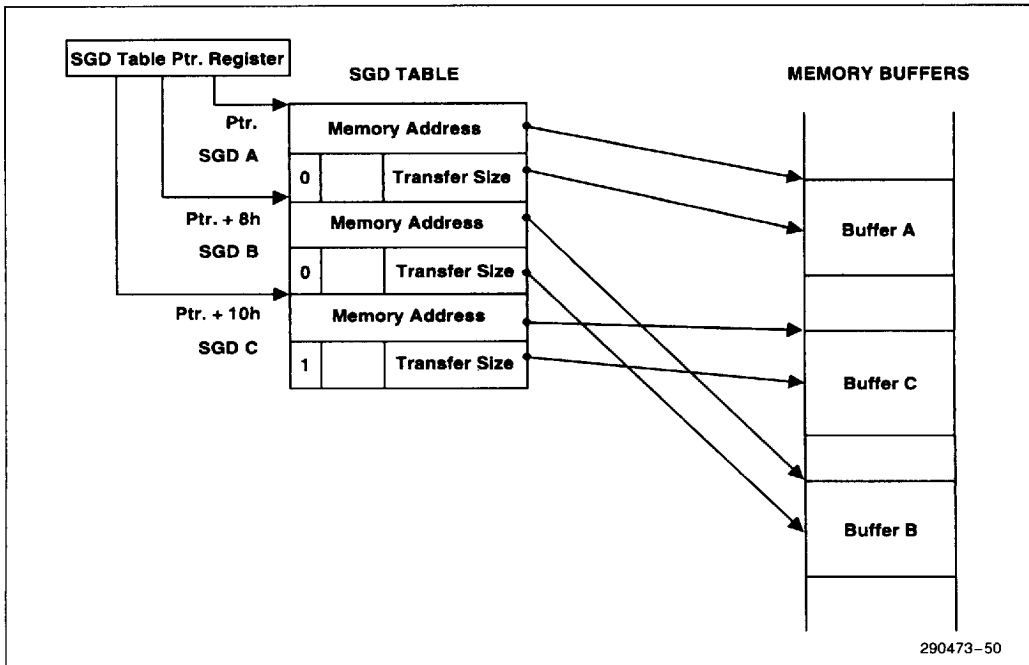 SGD Table Ptr. Register
SGD TABLE
MEMORY BUFFERS
Ptr.
SGD A
Memory Address
0
Transfer Size
Ptr. + 8h
SGD B
Memory Address
0
Transfer Size
Ptr. + 10h
SGD C
Memory Address
1
Transfer Size
Buffer A
Buffer C
Buffer B
290473–50